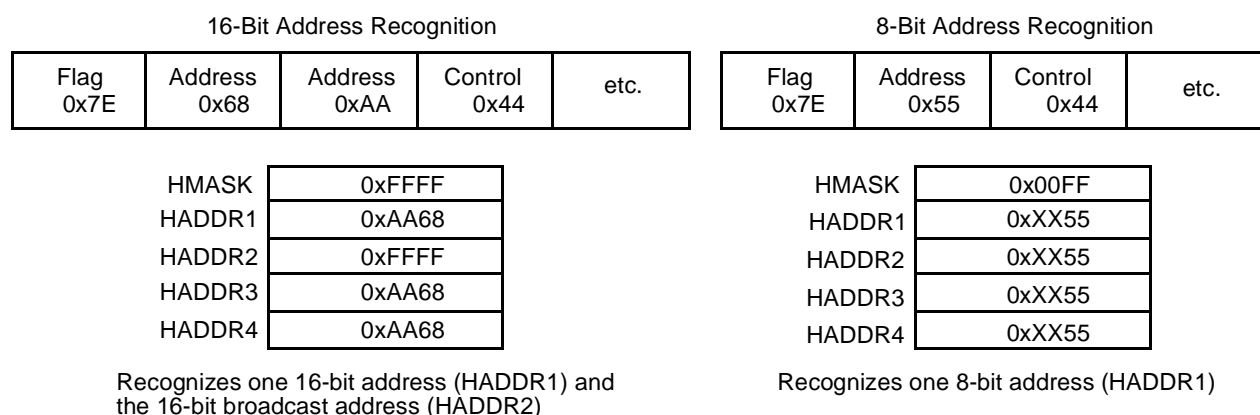 16-Bit Address Recognition
Flag 0x7E
Address 0x68
Address 0xAA
Control 0x44
etc.
HMASK 0xFFFF
HADDR1 0xAA68
HADDR2 0xFFFF
HADDR3 0xAA68
HADDR4 0xAA68
Recognizes one 16-bit address (HADDR1) and
the 16-bit broadcast address (HADDR2)
8-Bit Address Recognition
Flag 0x7E
Address 0x55
Control 0x44
etc.
HMASK 0x00FF
HADDR1 0xXX55
HADDR2 0xXX55
HADDR3 0xXX55
HADDR4 0xXX55
Recognizes one 8-bit address (HADDR1)